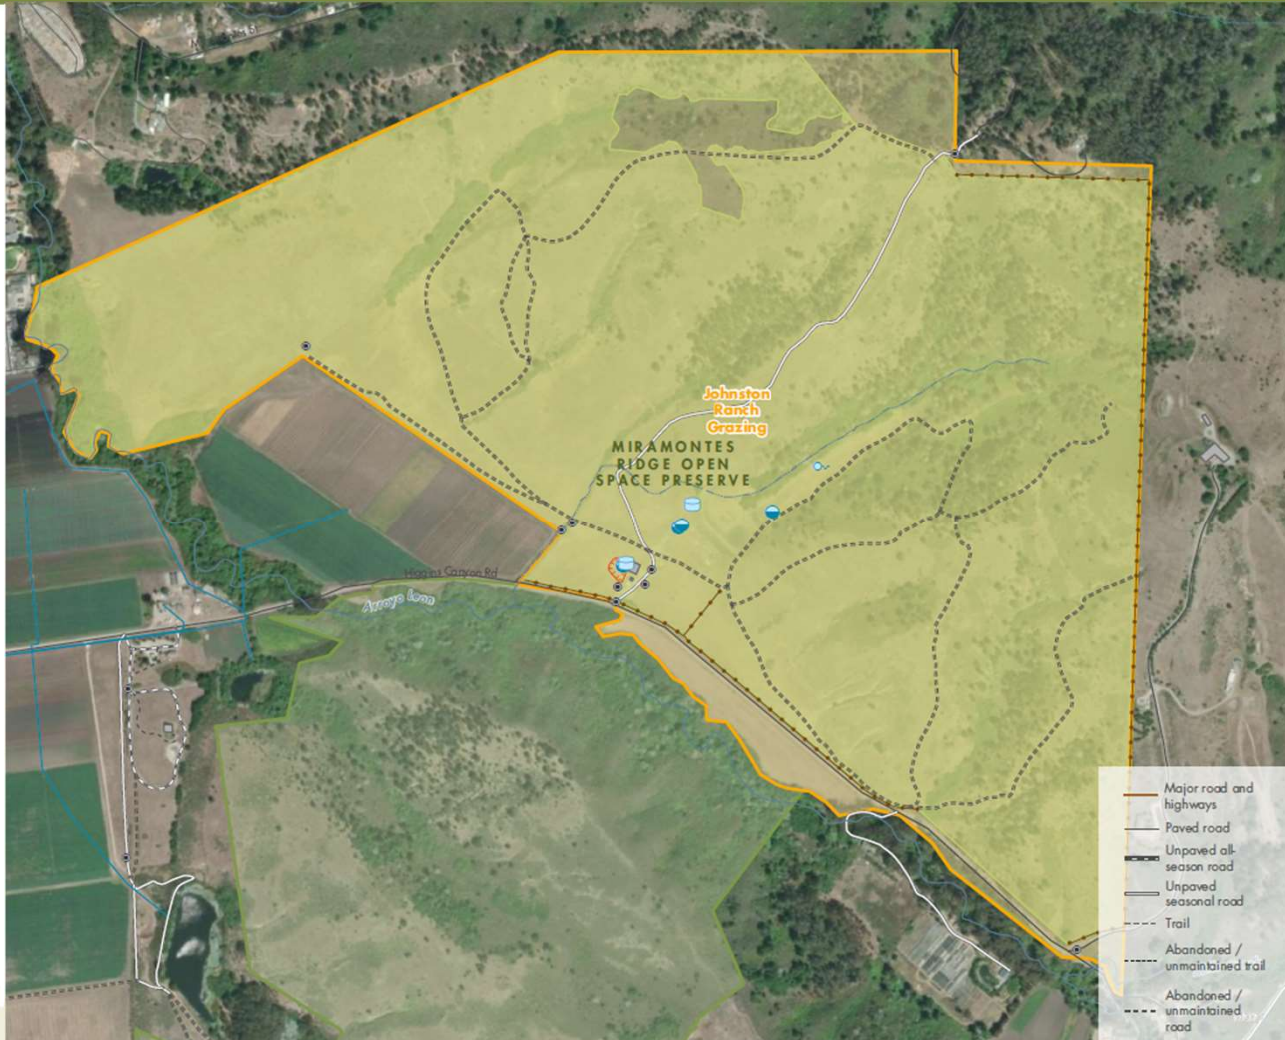 Johnston
Ranch
Grazing
MIRAMONTES
RIDGE OPEN
SPACE PRESERVE
Higgins Canyon Rd
Arroyo Leon
Major road and
highways
Paved road
Unpaved all-
season road
Unpaved
seasonal road
Trail
Abandoned /
unmaintained trail
Abandoned /
unmaintained
road